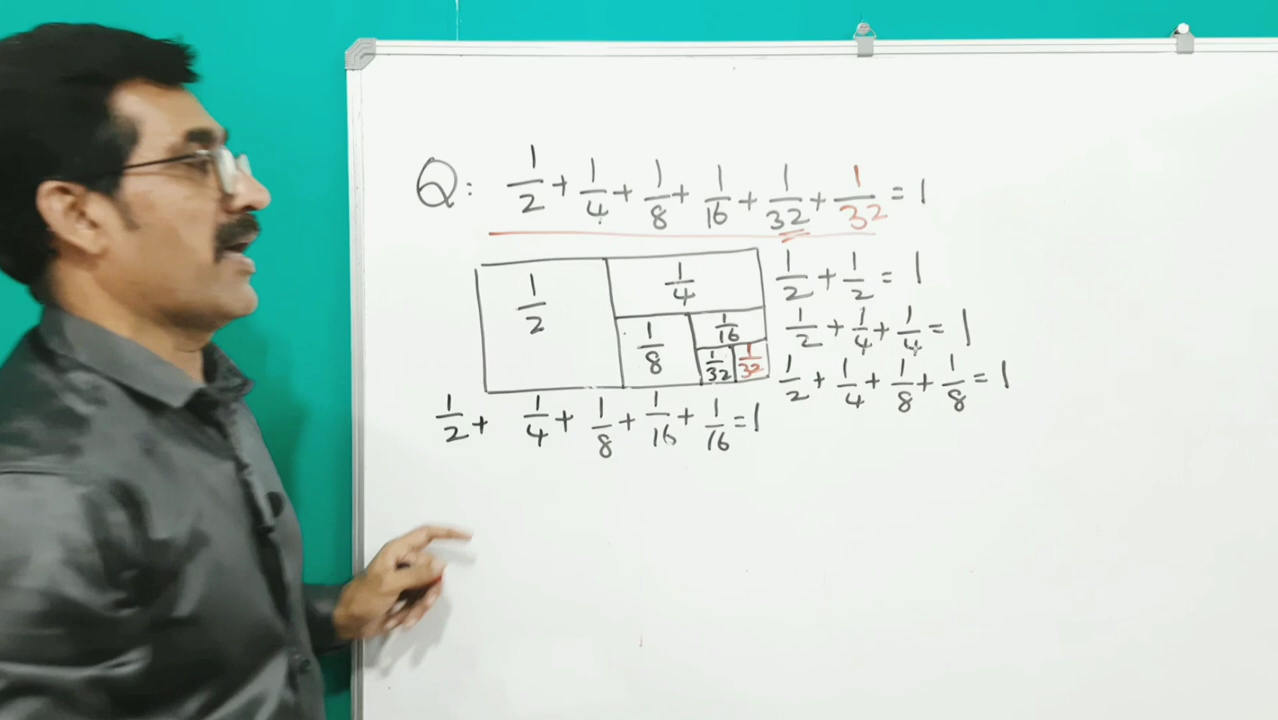 Q: 1/2 + 1/4 + 1/8 + 1/16 + 1/32 + 1/32 = 1
1/2
1/4
1/8
1/16
1/32
1/32
1/2 + 1/2 = 1
1/2 + 1/4 + 1/4 = 1
1/2 + 1/4 + 1/8 + 1/8 = 1
1/2 + 1/4 + 1/8 + 1/16 + 1/16 = 1